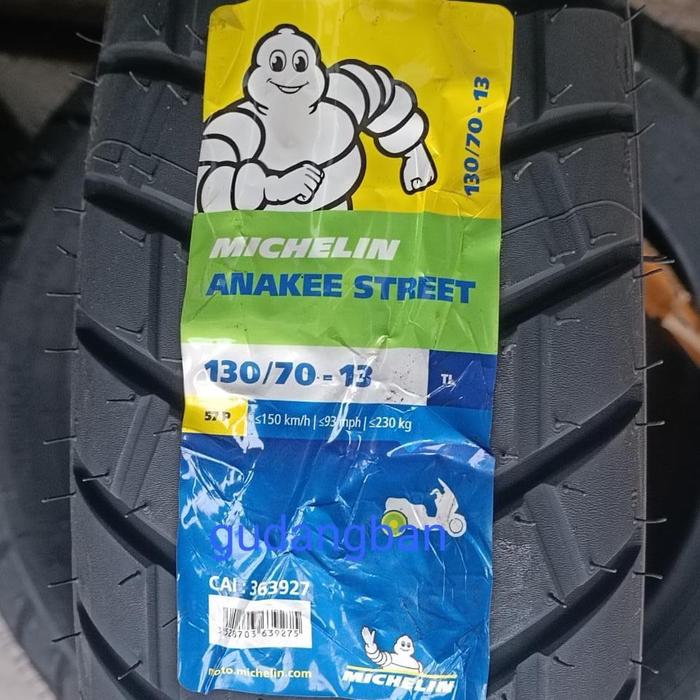 130/70 - 13
MICHELIN
ANAKEE STREET
130/70 - 13
TL
57 P
≤150 km/h | ≤93 mph | ≤230 kg
gudangban
CAI : 363927
moto.michelin.com
MICHELIN